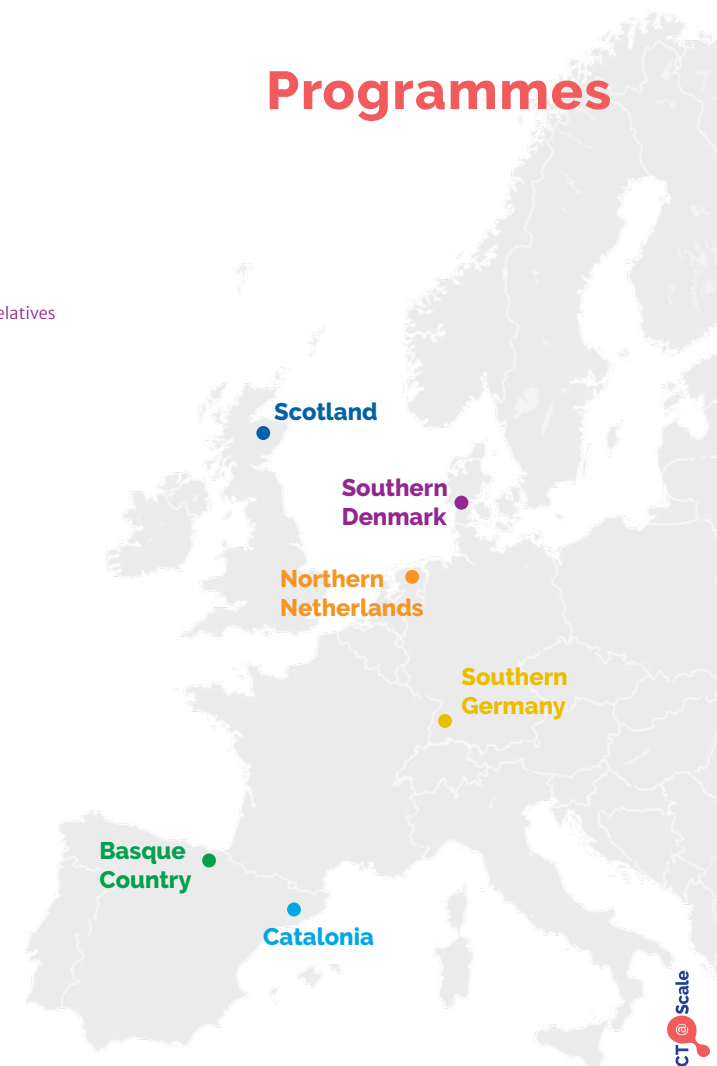 Programmes
elatives
Scotland
Southern
Denmark
Northern
Netherlands
Southern
Germany
Basque
Country
Catalonia
CT @ Scale